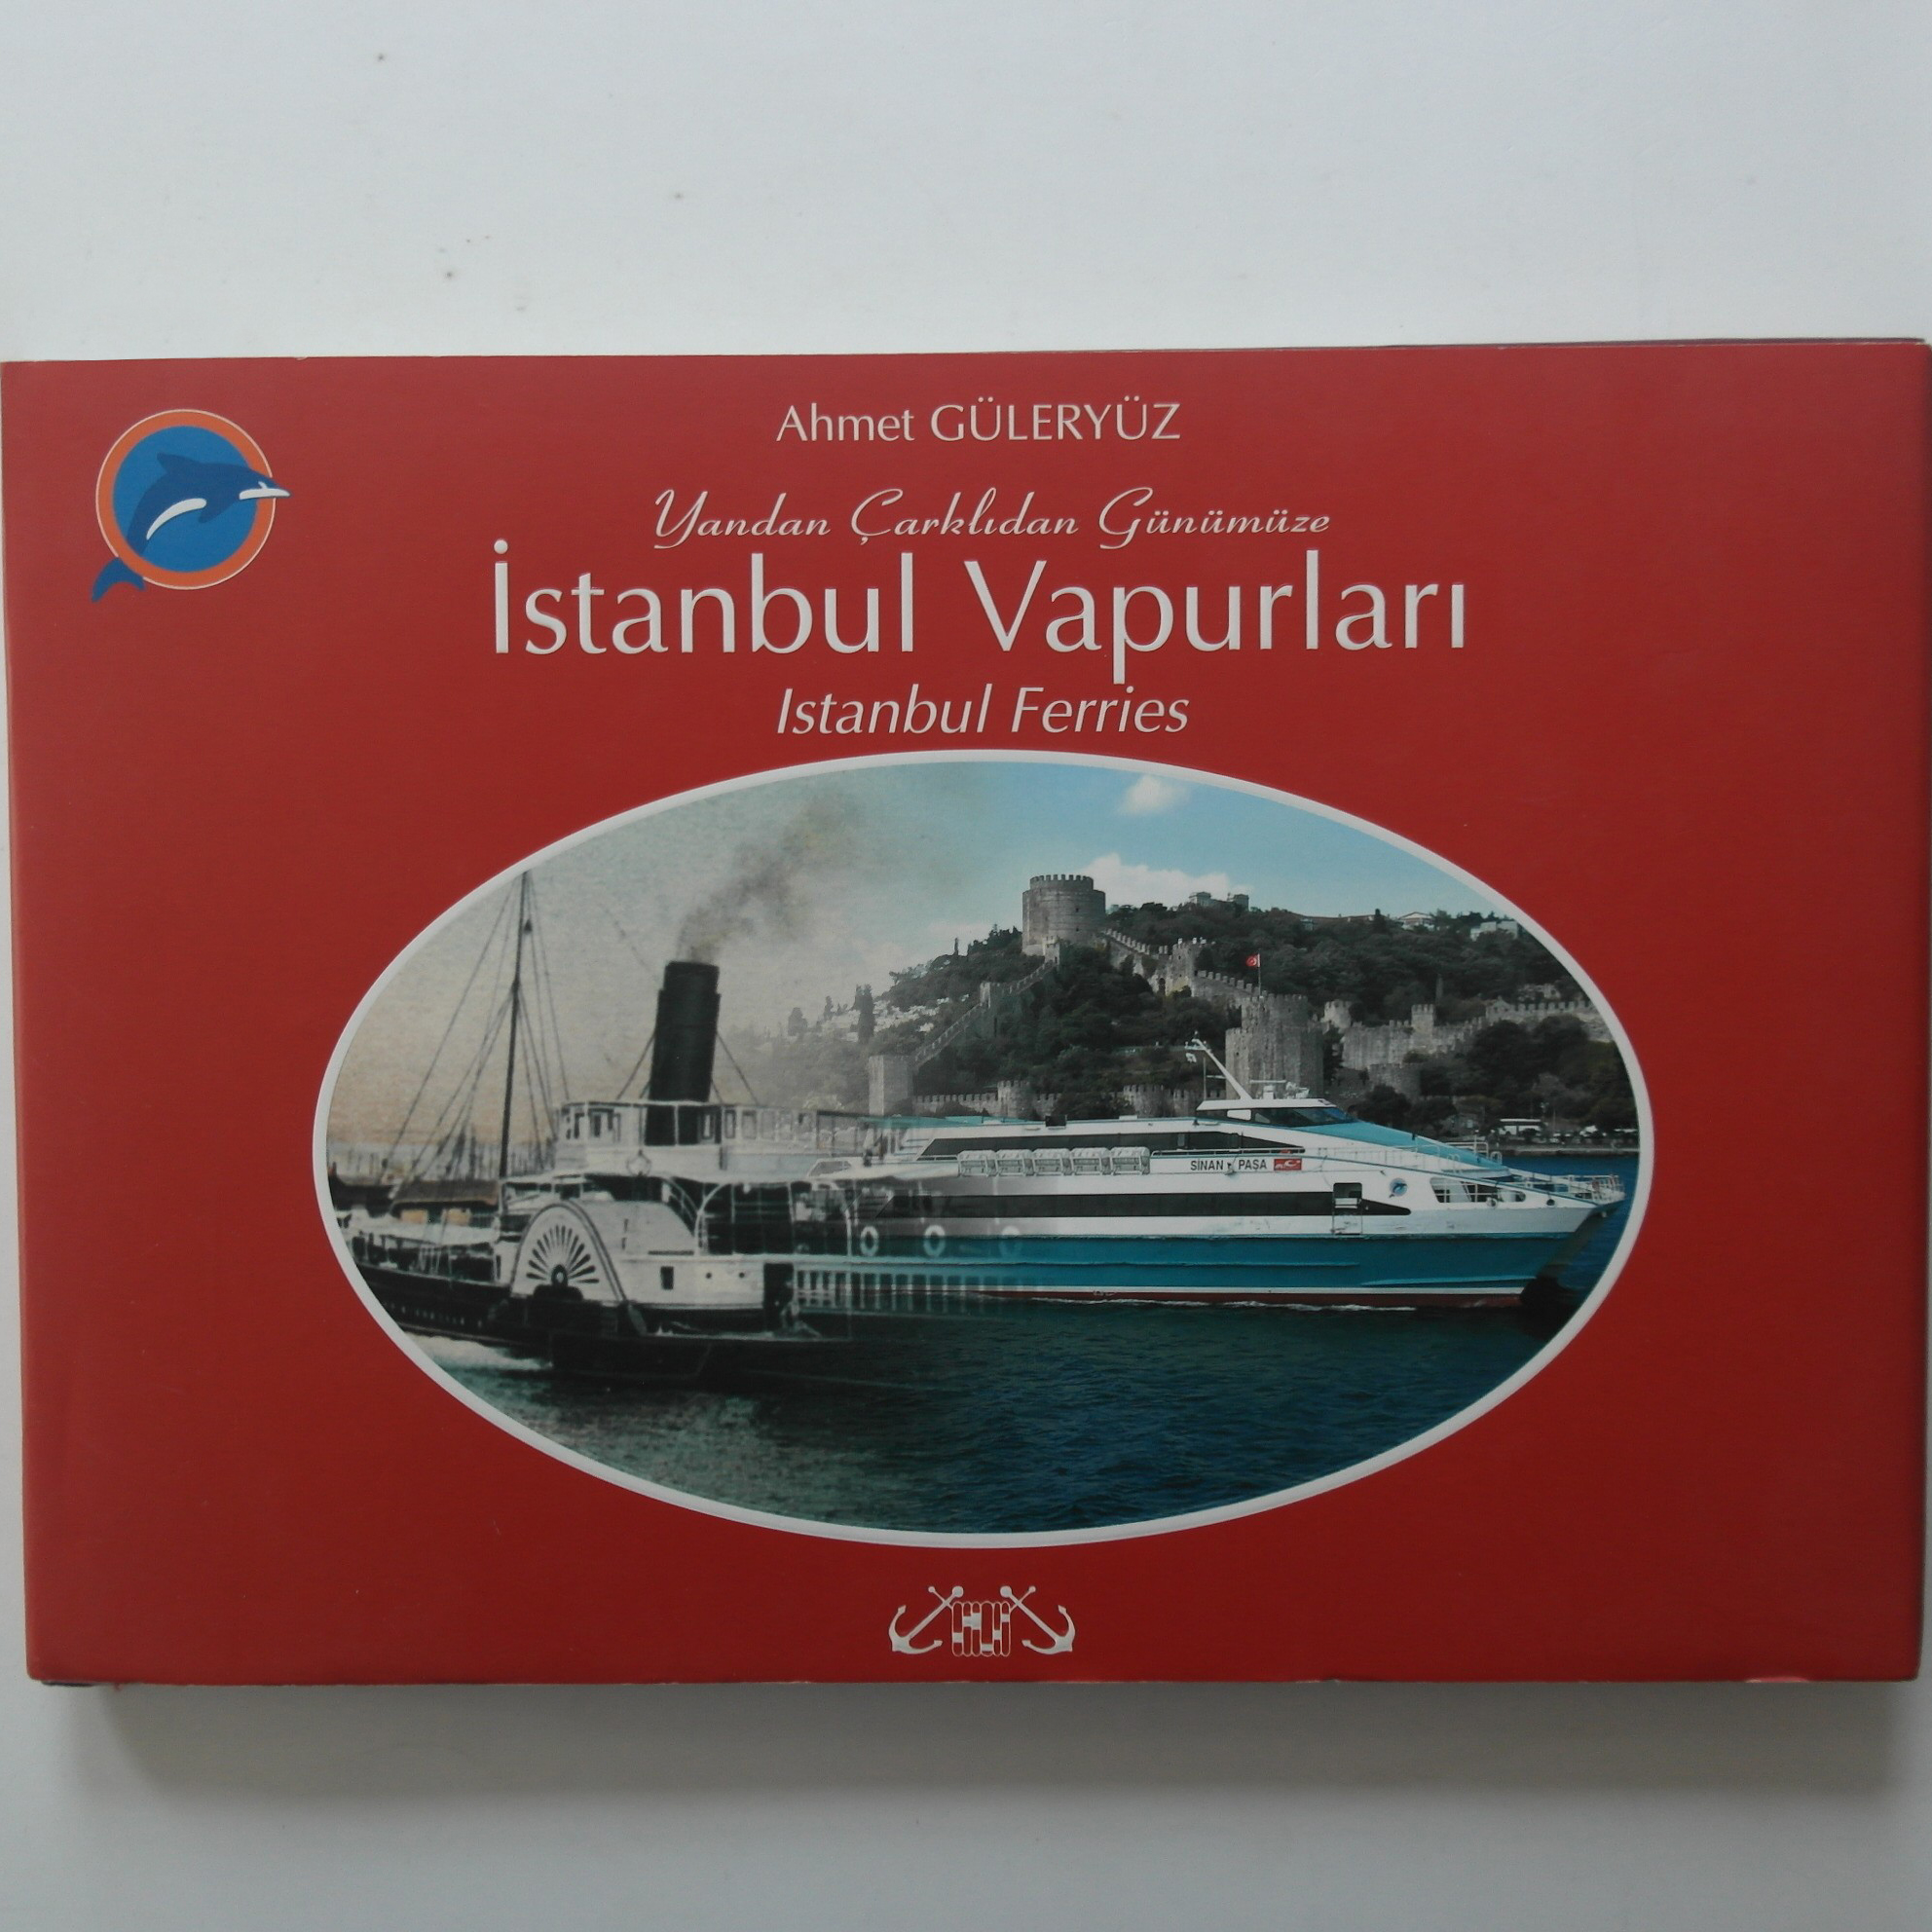 Ahmet GÜLERYÜZ
Yandan Çarklıdan Günümüze
İstanbul Vapurları
Istanbul Ferries
SİNAN PAŞA